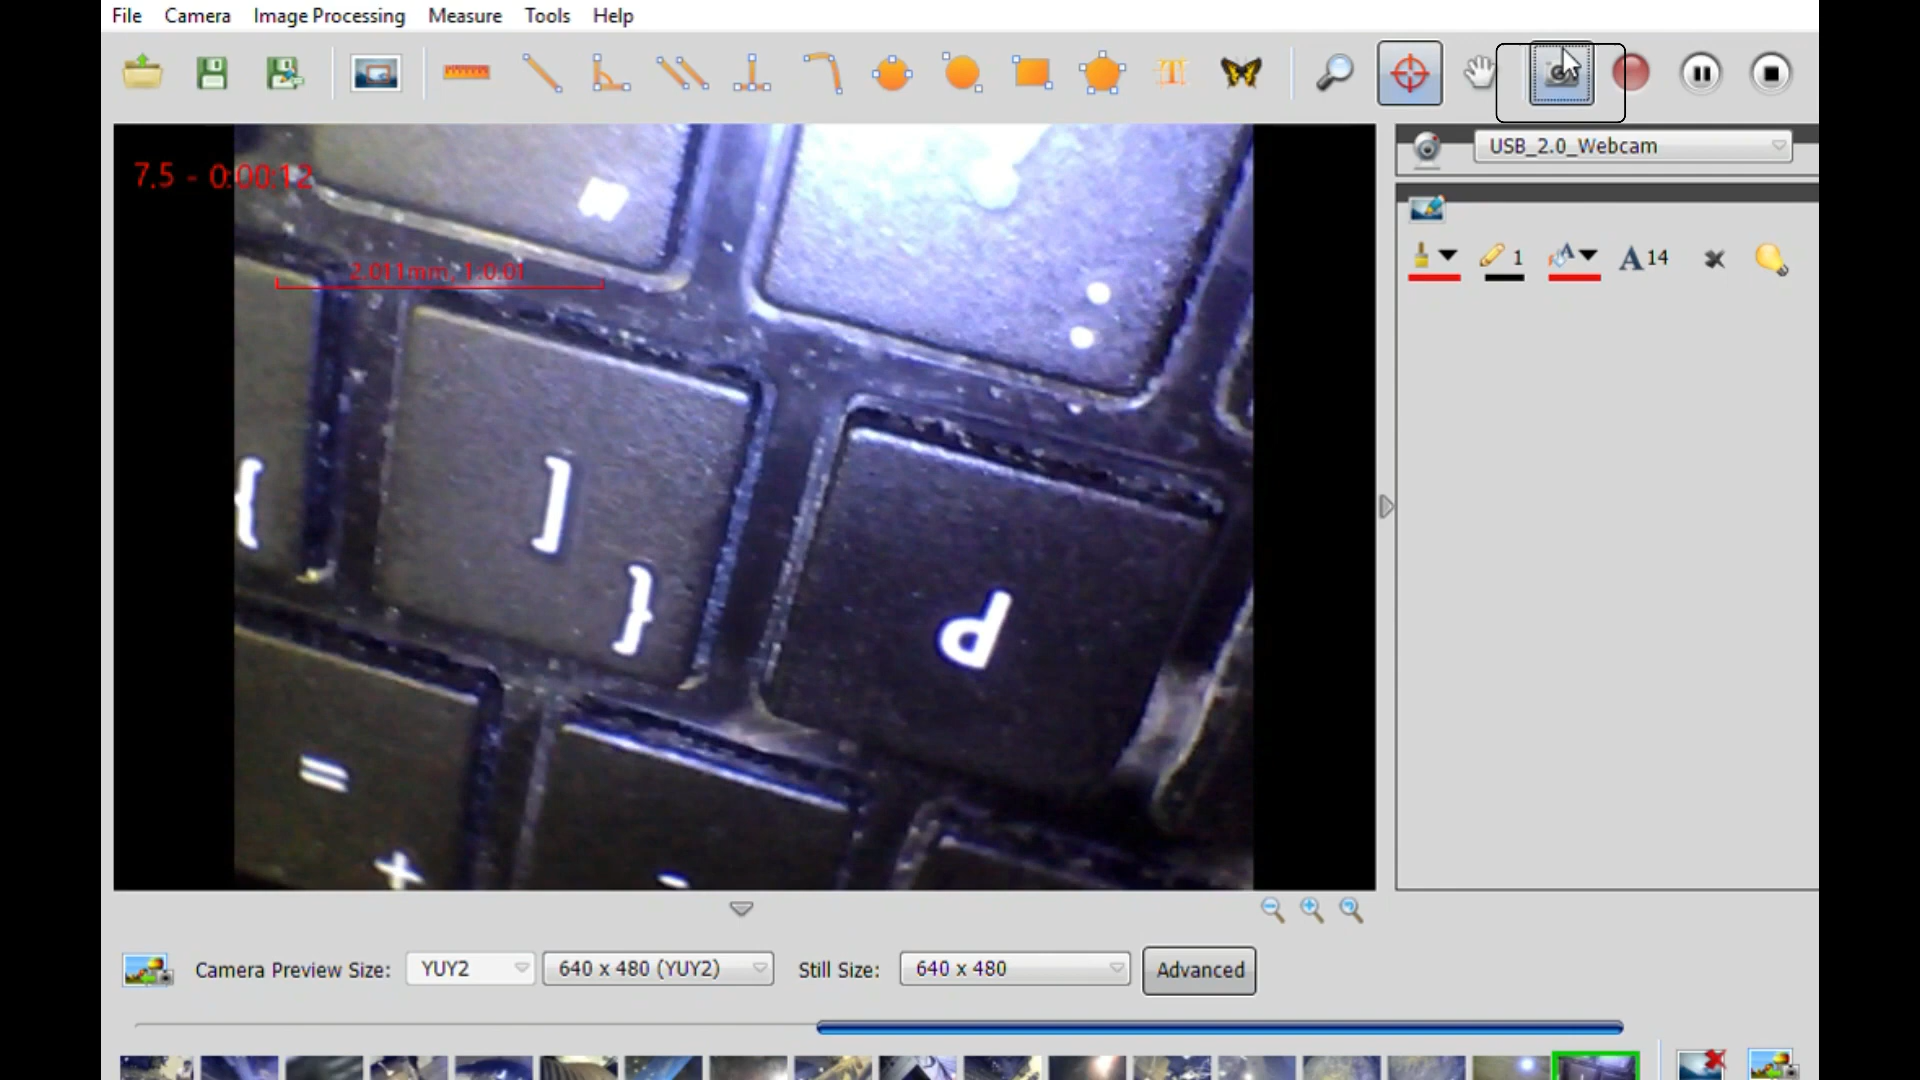 File Camera Image Processing Measure Tools Help
USB_2.0_Webcam
7.5 - 0:00:12
1 A 14
2.011mm, 1:0.01
"
:
{ ]
}
d
=
+ -
Camera Preview Size: YUY2 640 x 480 (YUY2) Still Size: 640 x 480 Advanced